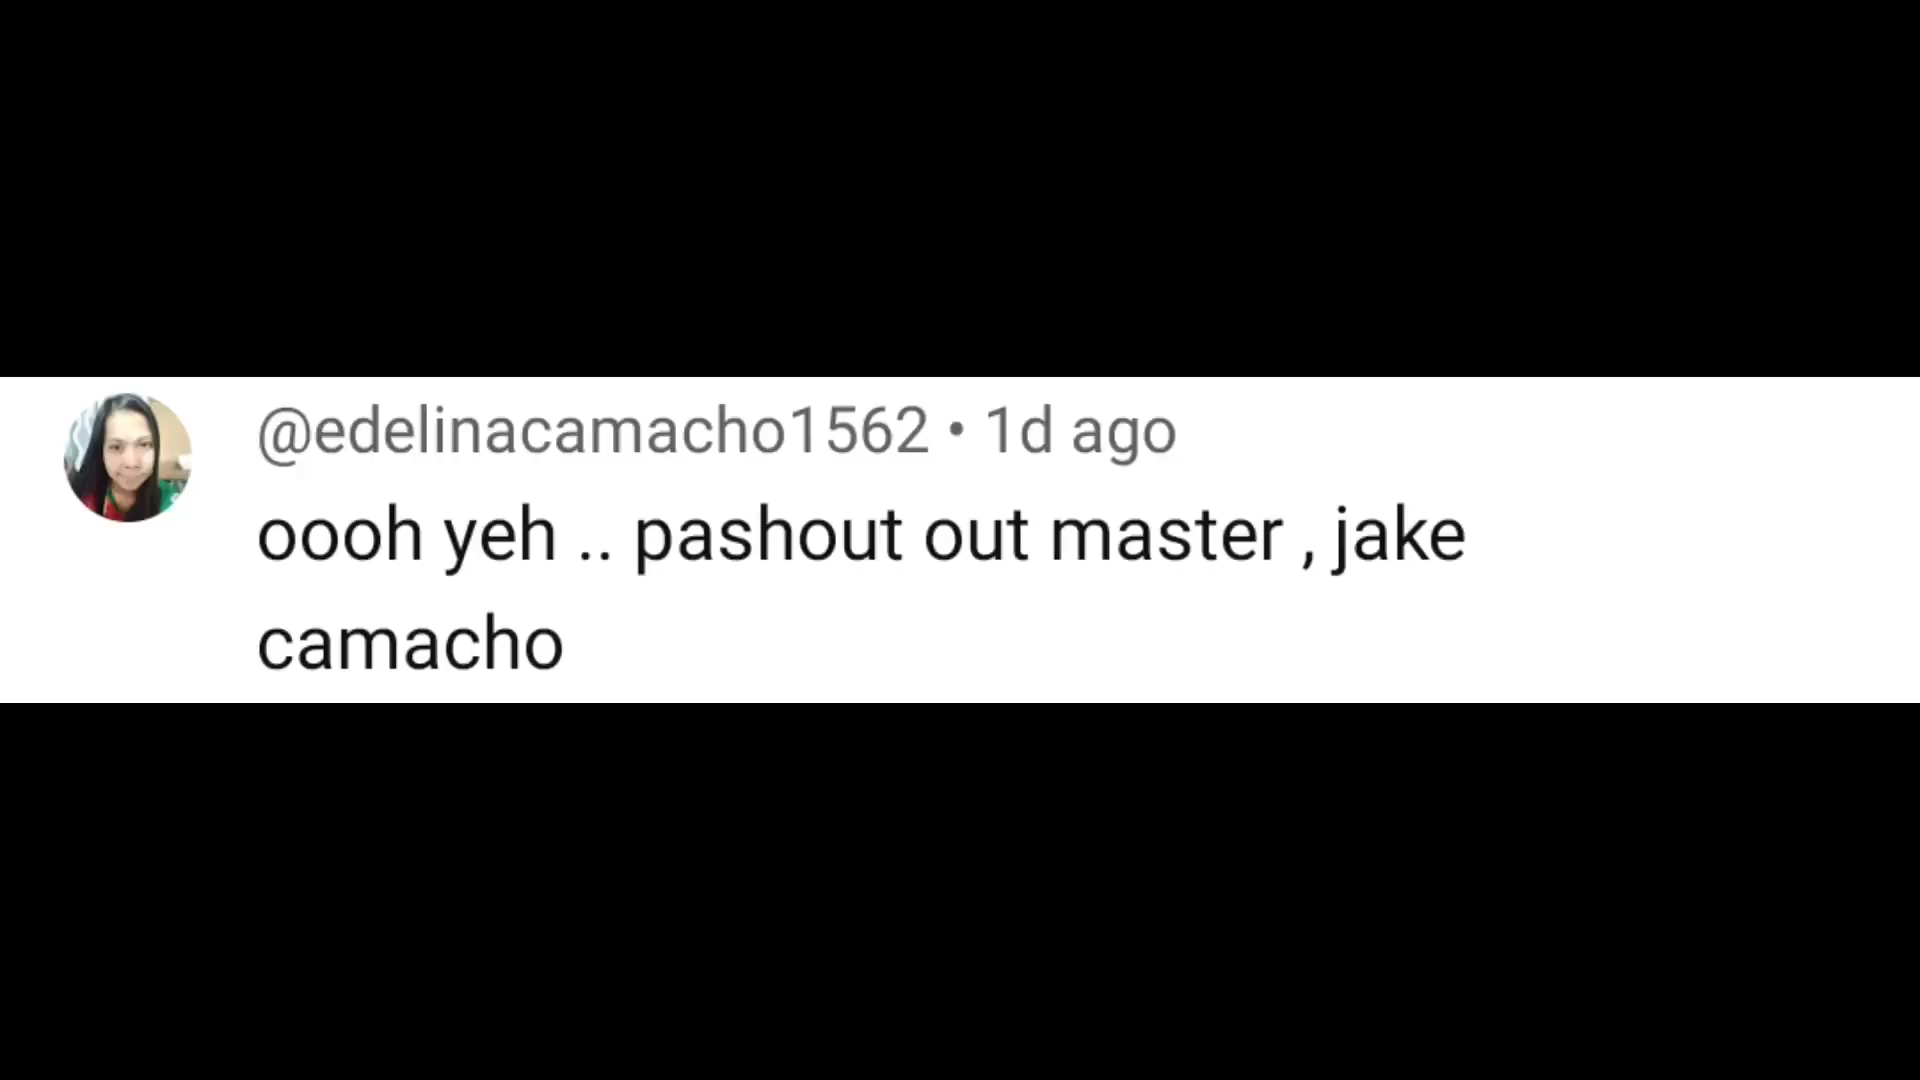 @edelinacamacho1562 • 1d ago
oooh yeh .. pashout out master , jake
camacho